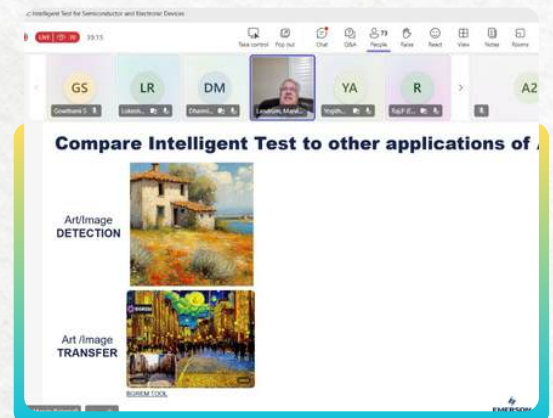 Intelligent Test for Semiconductor and Electronic Devices
LIVE
Take control
Pop out
Chat
Q&A
People
Raise
React
View
Notes
Rooms
GS
LR
DM
YA
R
A2
Gowthami S
Compare Intelligent Test to other applications of
Art/Image
DETECTION
Art /Image
TRANSFER
BGREM TOOL
EMERSON